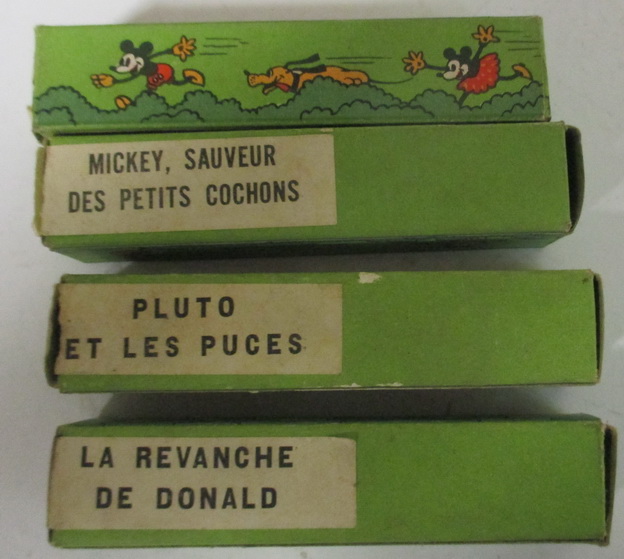 MICKEY, SAUVEUR
DES PETITS COCHONS
PLUTO
ET LES PUCES
LA REVANCHE
DE DONALD